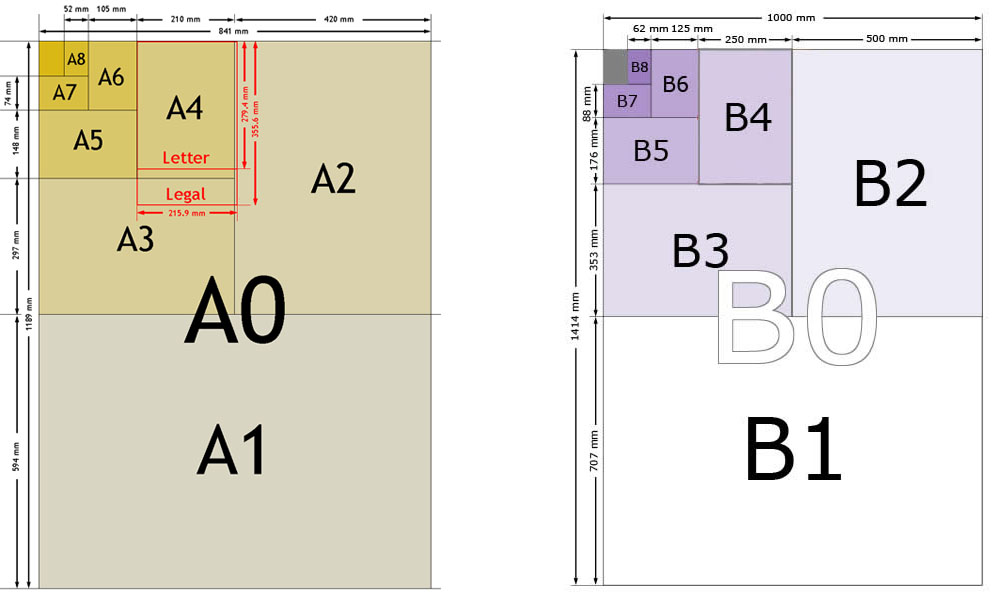 52 mm 105 mm
210 mm
420 mm
841 mm
A8
A7
A6
A5
A4
Letter
Legal
215.9 mm
279.4 mm
355.6 mm
A3
A2
A0
A1
74 mm
148 mm
297 mm
1189 mm
594 mm
1000 mm
62 mm 125 mm
250 mm
500 mm
B8
B7
B6
B5
B4
B3
B2
B0
B1
88 mm
176 mm
353 mm
1414 mm
707 mm